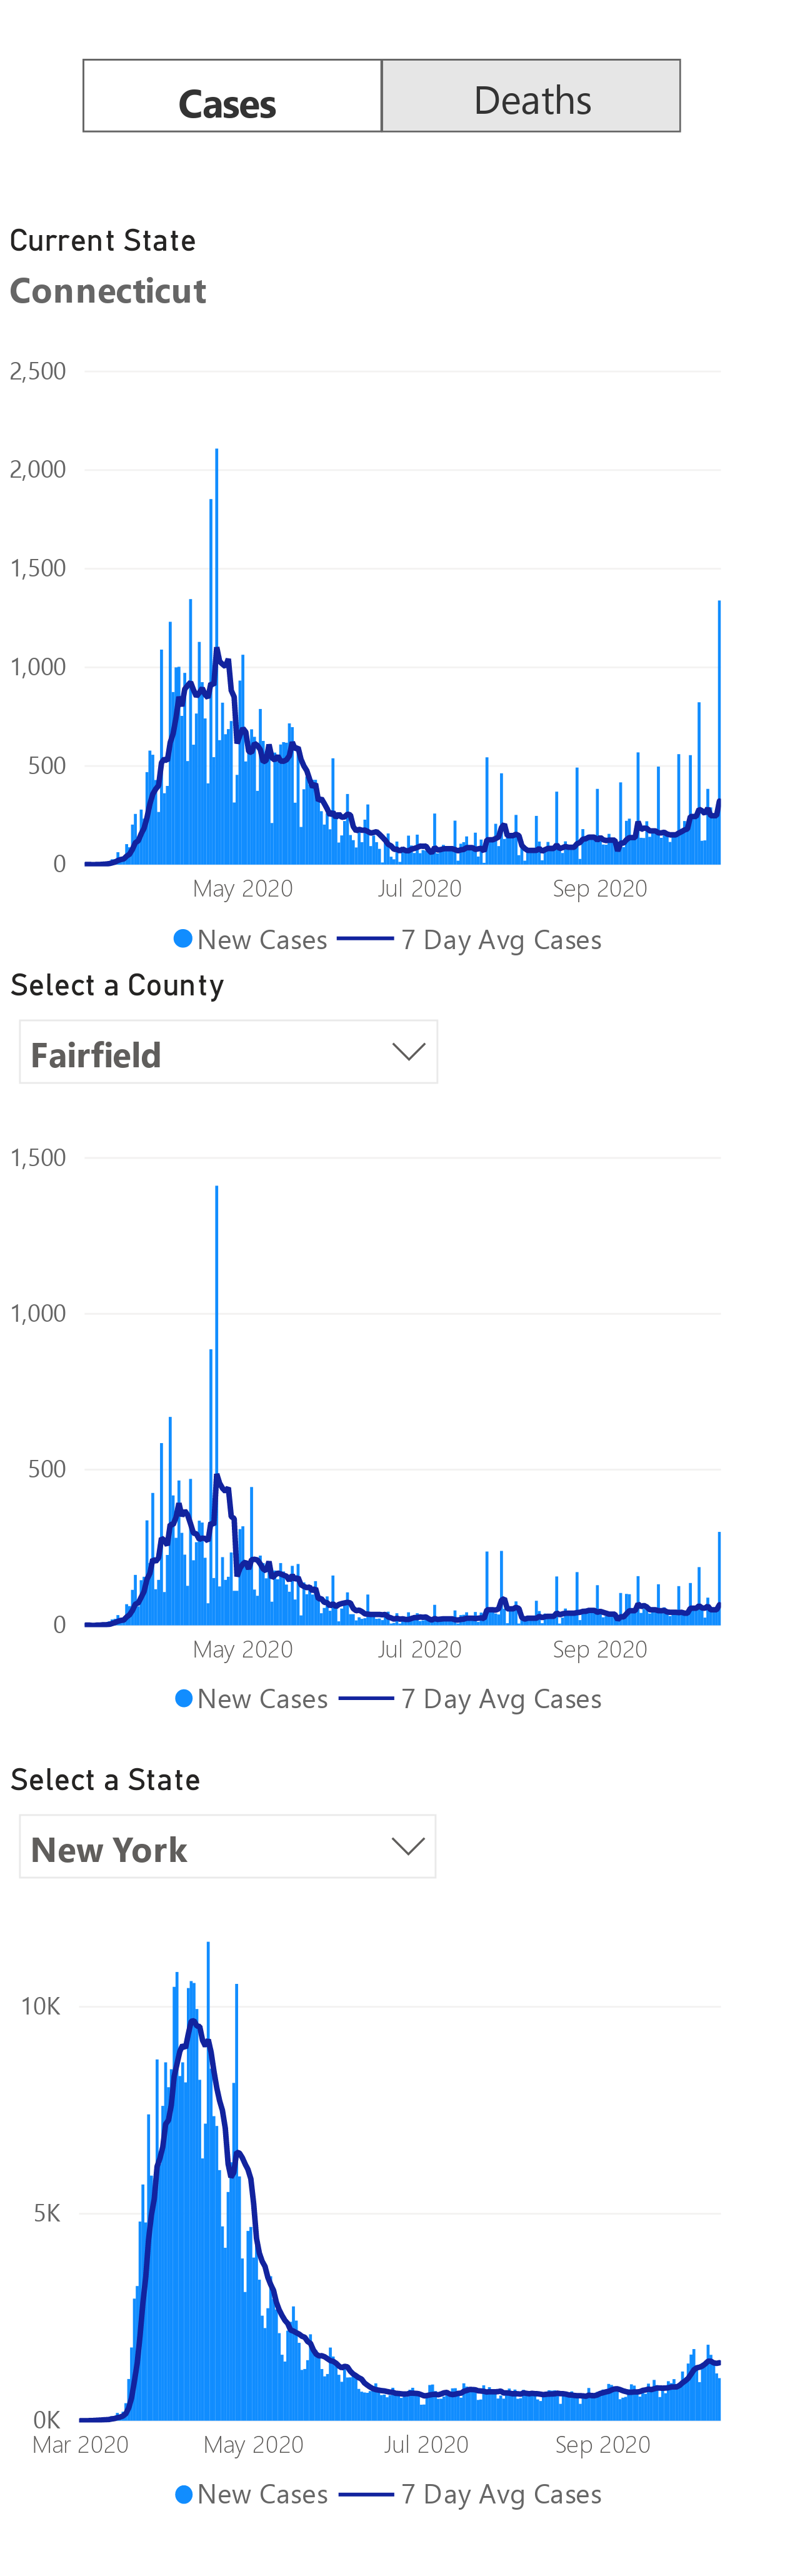 Cases Deaths
Current State
Connecticut
2,500
2,000
1,500
1,000
500
0
May 2020 Jul 2020 Sep 2020
New Cases 7 Day Avg Cases
Select a County
Fairfield
1,500
1,000
500
0
May 2020 Jul 2020 Sep 2020
New Cases 7 Day Avg Cases
Select a State
New York
10K
5K
0K
Mar 2020 May 2020 Jul 2020 Sep 2020
New Cases 7 Day Avg Cases